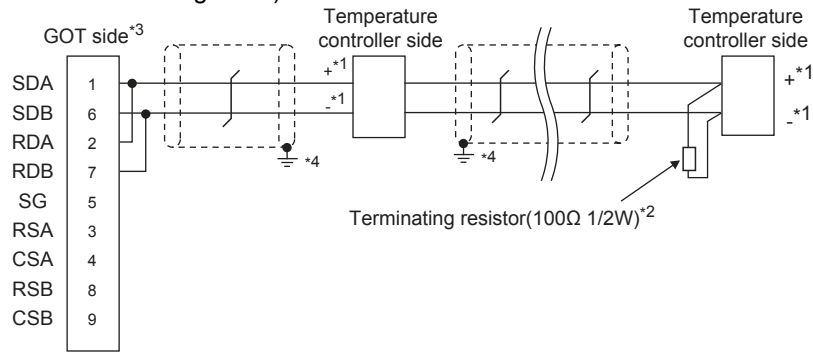 Temperature controller side
Temperature controller side
GOT side*3
SDA 1
SDB 6
RDA 2
RDB 7
SG 5
RSA 3
CSA 4
RSB 8
CSB 9
+*1
-*1
+*1
-*1
*4
*4
Terminating resistor(100Ω 1/2W)*2